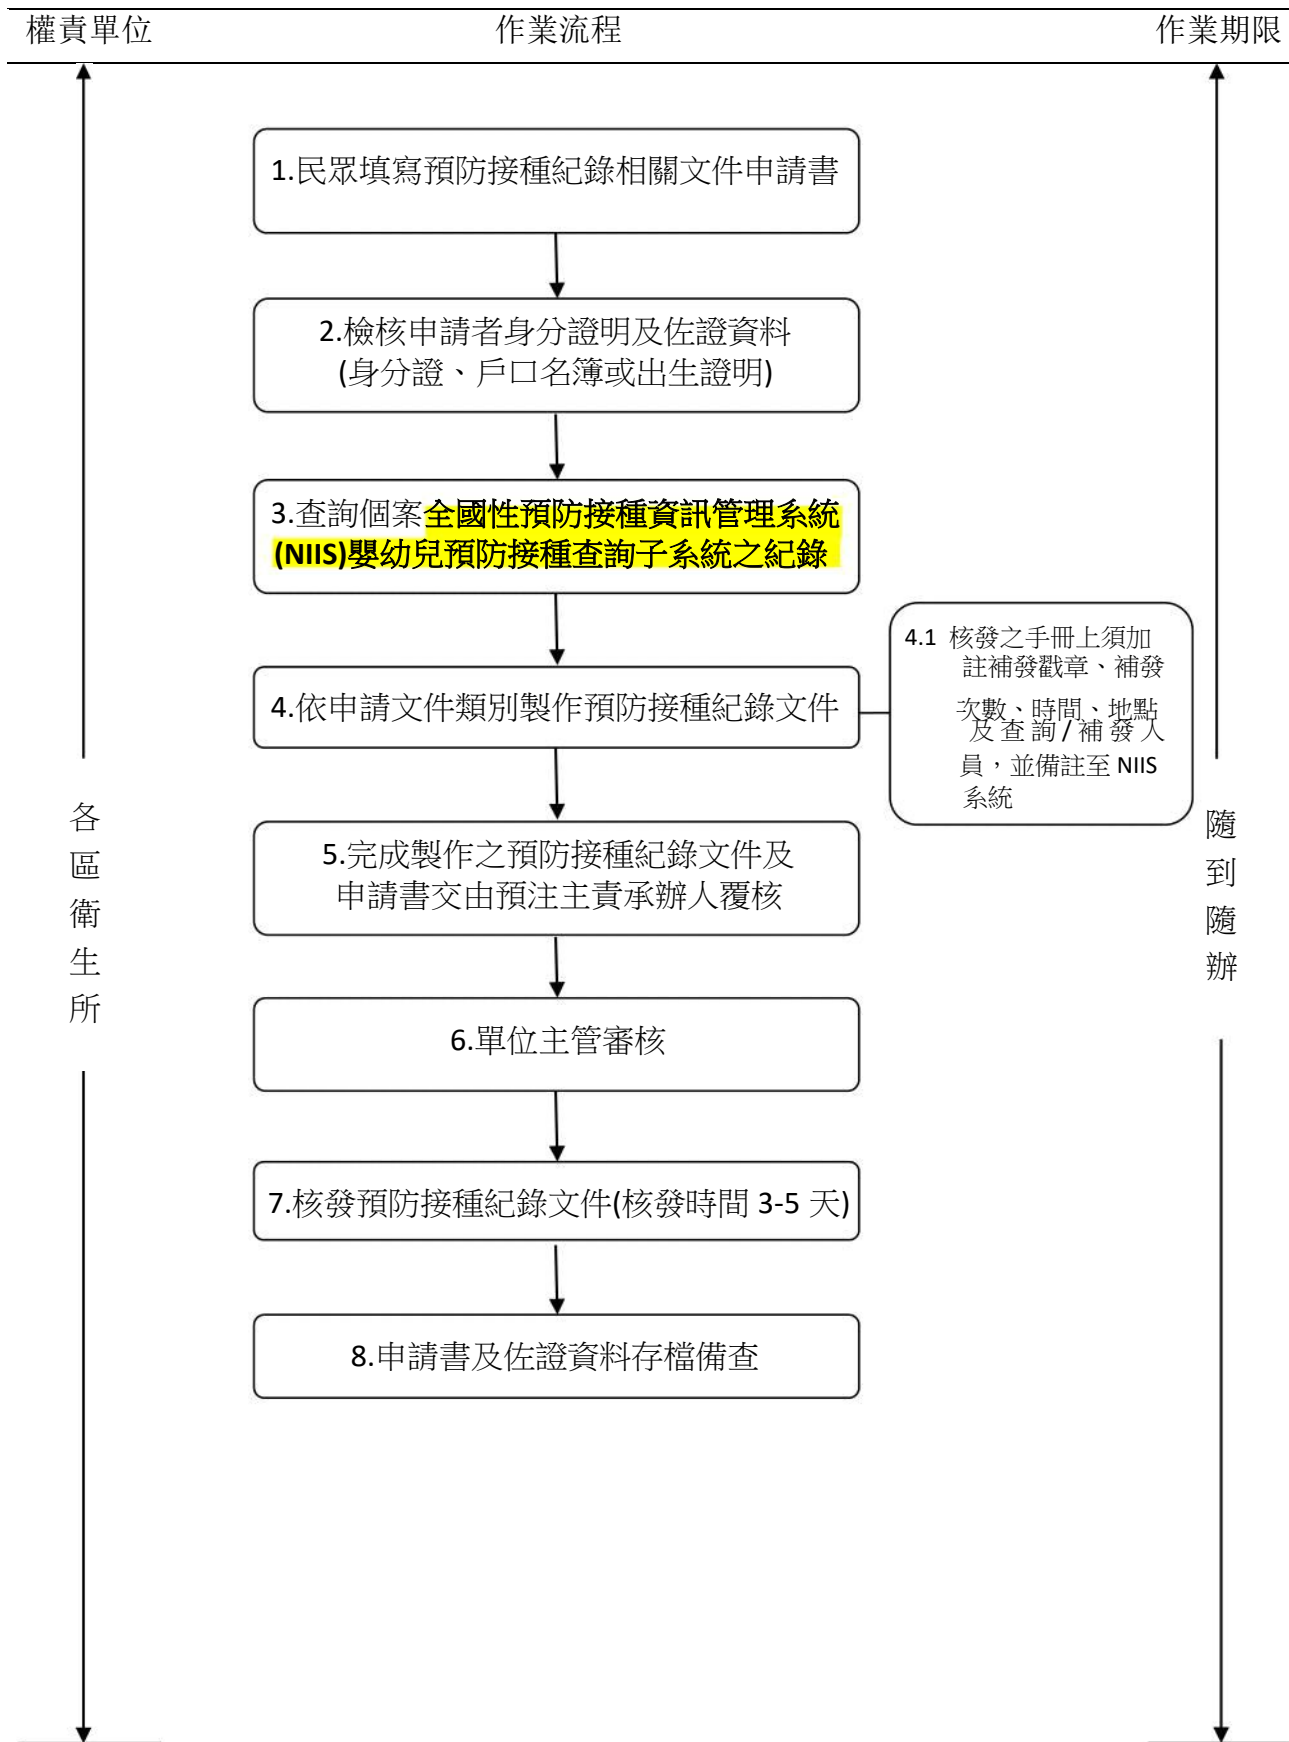 權責單位 作業流程 作業期限
1.民眾填寫預防接種紀錄相關文件申請書
2.檢核申請者身分證明及佐證資料
(身分證、戶口名簿或出生證明)
3.查詢個案全國性預防接種資訊管理系統
(NIIS)嬰幼兒預防接種查詢子系統之紀錄
4.依申請文件類別製作預防接種紀錄文件
4.1 核發之手冊上須加
註補發戳章、補發
次數、時間、地點
及查詢/補發人
員，並備註至 NIIS
系統
5.完成製作之預防接種紀錄文件及
申請書交由預注主責承辦人覆核
6.單位主管審核
7.核發預防接種紀錄文件(核發時間 3-5 天)
8.申請書及佐證資料存檔備查
各區衛生所
隨到隨辦